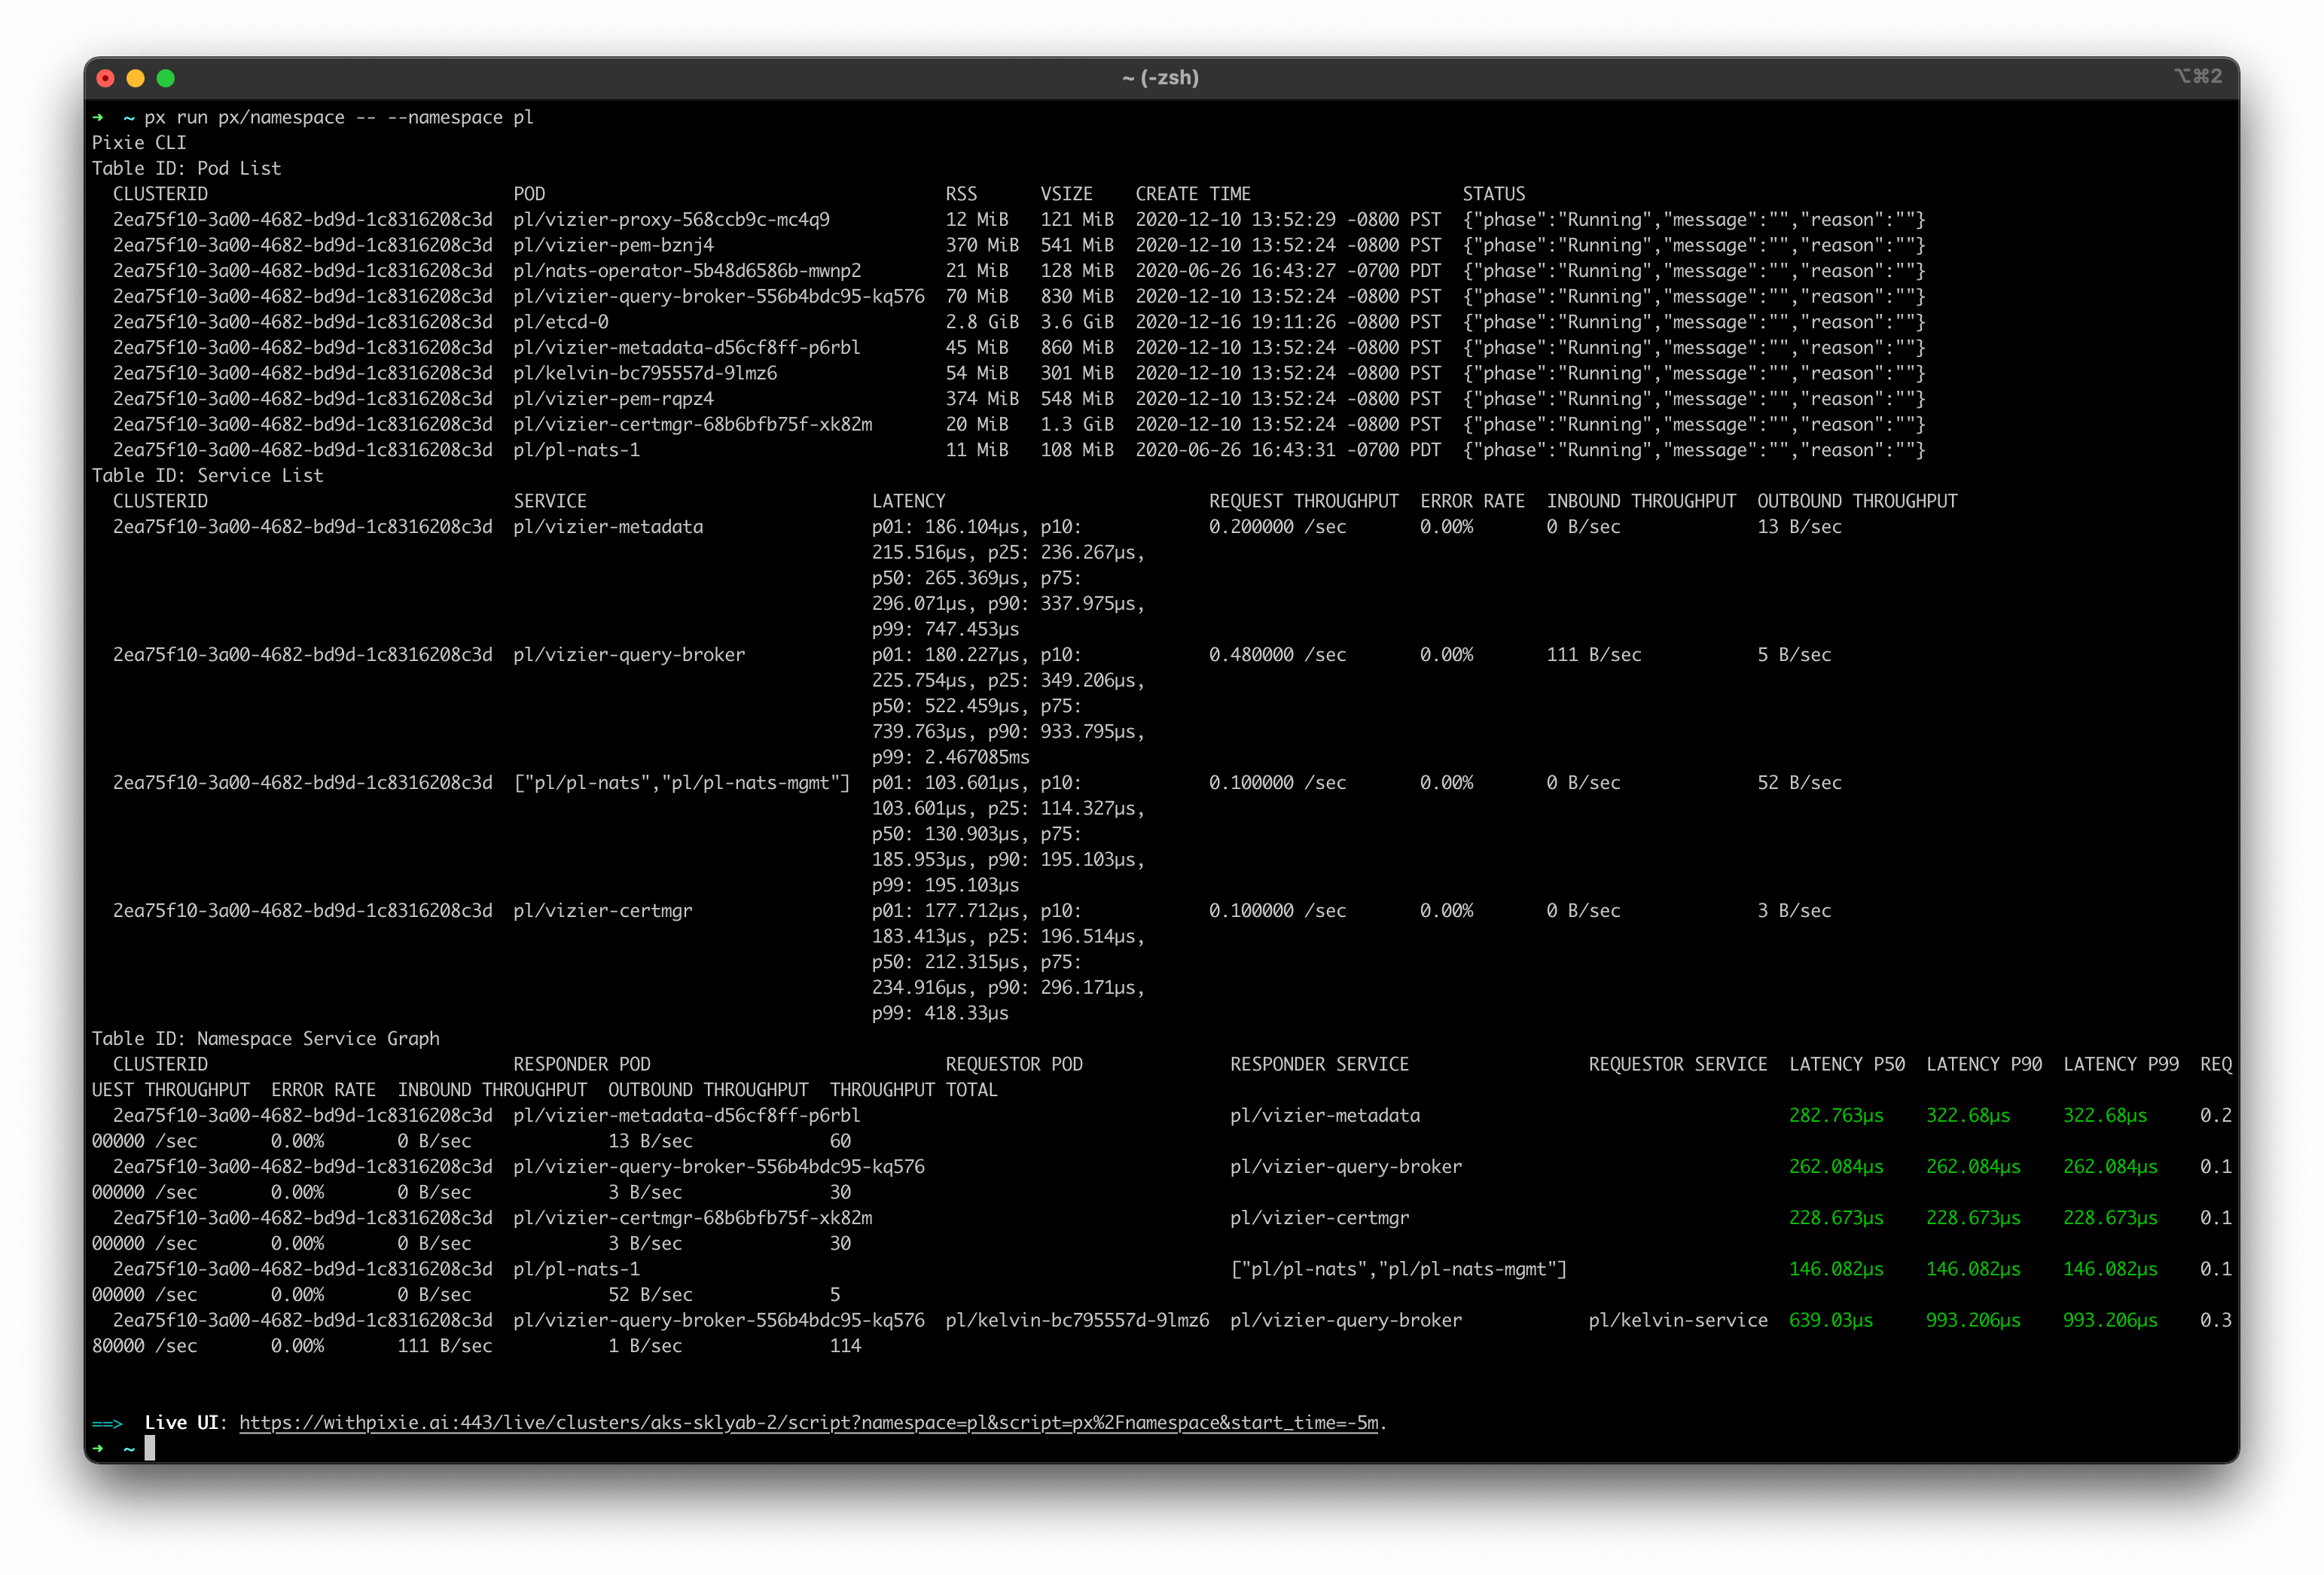 ~ (-zsh)
⌥⌘2
➜  ~ px run px/namespace -- --namespace pl
Pixie CLI
Table ID: Pod List
  CLUSTERID                             POD                                      RSS      VSIZE    CREATE TIME                    STATUS
  2ea75f10-3a00-4682-bd9d-1c8316208c3d  pl/vizier-proxy-568ccb9c-mc4q9           12 MiB   121 MiB  2020-12-10 13:52:29 -0800 PST  {"phase":"Running","message":"","reason":""}
  2ea75f10-3a00-4682-bd9d-1c8316208c3d  pl/vizier-pem-bznj4                      370 MiB  541 MiB  2020-12-10 13:52:24 -0800 PST  {"phase":"Running","message":"","reason":""}
  2ea75f10-3a00-4682-bd9d-1c8316208c3d  pl/nats-operator-5b48d6586b-mwnp2        21 MiB   128 MiB  2020-06-26 16:43:27 -0700 PDT  {"phase":"Running","message":"","reason":""}
  2ea75f10-3a00-4682-bd9d-1c8316208c3d  pl/vizier-query-broker-556b4bdc95-kq576  70 MiB   830 MiB  2020-12-10 13:52:24 -0800 PST  {"phase":"Running","message":"","reason":""}
  2ea75f10-3a00-4682-bd9d-1c8316208c3d  pl/etcd-0                                2.8 GiB  3.6 GiB  2020-12-16 19:11:26 -0800 PST  {"phase":"Running","message":"","reason":""}
  2ea75f10-3a00-4682-bd9d-1c8316208c3d  pl/vizier-metadata-d56cf8ff-p6rbl        45 MiB   860 MiB  2020-12-10 13:52:24 -0800 PST  {"phase":"Running","message":"","reason":""}
  2ea75f10-3a00-4682-bd9d-1c8316208c3d  pl/kelvin-bc795557d-9lmz6                54 MiB   301 MiB  2020-12-10 13:52:24 -0800 PST  {"phase":"Running","message":"","reason":""}
  2ea75f10-3a00-4682-bd9d-1c8316208c3d  pl/vizier-pem-rqpz4                      374 MiB  548 MiB  2020-12-10 13:52:24 -0800 PST  {"phase":"Running","message":"","reason":""}
  2ea75f10-3a00-4682-bd9d-1c8316208c3d  pl/vizier-certmgr-68b6bfb75f-xk82m       20 MiB   1.3 GiB  2020-12-10 13:52:24 -0800 PST  {"phase":"Running","message":"","reason":""}
  2ea75f10-3a00-4682-bd9d-1c8316208c3d  pl/pl-nats-1                             11 MiB   108 MiB  2020-06-26 16:43:31 -0700 PDT  {"phase":"Running","message":"","reason":""}
Table ID: Service List
  CLUSTERID                             SERVICE                           LATENCY                         REQUEST THROUGHPUT  ERROR RATE  INBOUND THROUGHPUT  OUTBOUND THROUGHPUT
  2ea75f10-3a00-4682-bd9d-1c8316208c3d  pl/vizier-metadata                p01: 186.104µs, p10:            0.200000 /sec       0.00%       0 B/sec             13 B/sec
215.516µs, p25: 236.267µs,
p50: 265.369µs, p75:
296.071µs, p90: 337.975µs,
p99: 747.453µs
  2ea75f10-3a00-4682-bd9d-1c8316208c3d  pl/vizier-query-broker            p01: 180.227µs, p10:            0.480000 /sec       0.00%       111 B/sec           5 B/sec
225.754µs, p25: 349.206µs,
p50: 522.459µs, p75:
739.763µs, p90: 933.795µs,
p99: 2.467085ms
  2ea75f10-3a00-4682-bd9d-1c8316208c3d  ["pl/pl-nats","pl/pl-nats-mgmt"]  p01: 103.601µs, p10:            0.100000 /sec       0.00%       0 B/sec             52 B/sec
103.601µs, p25: 114.327µs,
p50: 130.903µs, p75:
185.953µs, p90: 195.103µs,
p99: 195.103µs
  2ea75f10-3a00-4682-bd9d-1c8316208c3d  pl/vizier-certmgr                 p01: 177.712µs, p10:            0.100000 /sec       0.00%       0 B/sec             3 B/sec
183.413µs, p25: 196.514µs,
p50: 212.315µs, p75:
234.916µs, p90: 296.171µs,
p99: 418.33µs
Table ID: Namespace Service Graph
  CLUSTERID                             RESPONDER POD                            REQUESTOR POD              RESPONDER SERVICE                 REQUESTOR SERVICE  LATENCY P50  LATENCY P90  LATENCY P99  REQ
UEST THROUGHPUT  ERROR RATE  INBOUND THROUGHPUT  OUTBOUND THROUGHPUT  THROUGHPUT TOTAL
  2ea75f10-3a00-4682-bd9d-1c8316208c3d  pl/vizier-metadata-d56cf8ff-p6rbl                                   pl/vizier-metadata                                   282.763µs    322.68µs     322.68µs     0.2
00000 /sec       0.00%       0 B/sec             13 B/sec             60
  2ea75f10-3a00-4682-bd9d-1c8316208c3d  pl/vizier-query-broker-556b4bdc95-kq576                             pl/vizier-query-broker                               262.084µs    262.084µs    262.084µs    0.1
00000 /sec       0.00%       0 B/sec             3 B/sec              30
  2ea75f10-3a00-4682-bd9d-1c8316208c3d  pl/vizier-certmgr-68b6bfb75f-xk82m                                  pl/vizier-certmgr                                    228.673µs    228.673µs    228.673µs    0.1
00000 /sec       0.00%       0 B/sec             3 B/sec              30
  2ea75f10-3a00-4682-bd9d-1c8316208c3d  pl/pl-nats-1                                                        ["pl/pl-nats","pl/pl-nats-mgmt"]                     146.082µs    146.082µs    146.082µs    0.1
00000 /sec       0.00%       0 B/sec             52 B/sec             5
  2ea75f10-3a00-4682-bd9d-1c8316208c3d  pl/vizier-query-broker-556b4bdc95-kq576  pl/kelvin-bc795557d-9lmz6  pl/vizier-query-broker            pl/kelvin-service  639.03µs     993.206µs    993.206µs    0.3
80000 /sec       0.00%       111 B/sec           1 B/sec              114
==>  Live UI: https://withpixie.ai:443/live/clusters/aks-sklyab-2/script?namespace=pl&script=px%2Fnamespace&start_time=-5m.
➜  ~